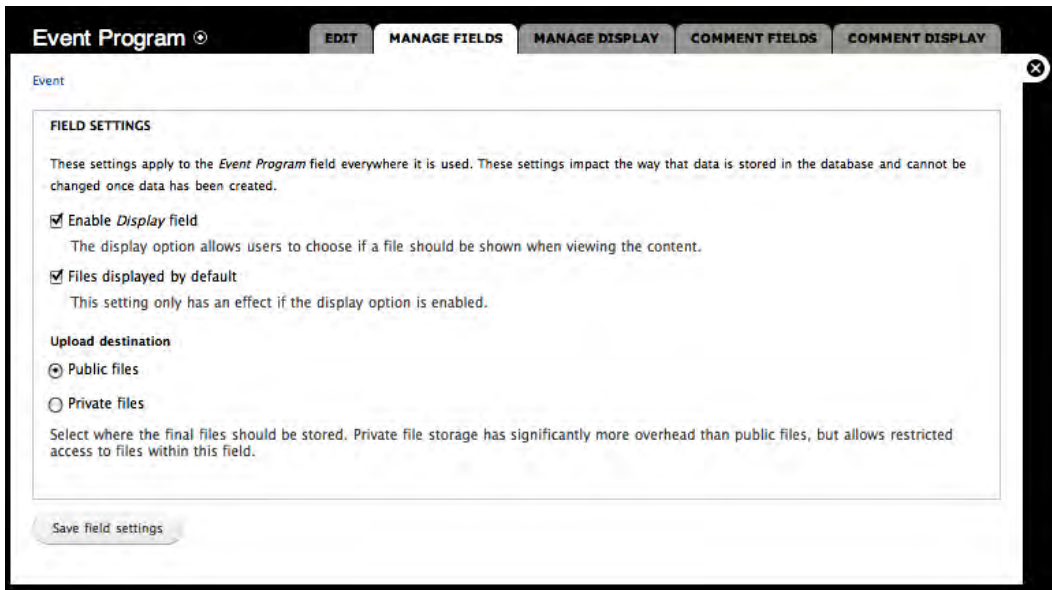 Event Program
EDIT
MANAGE FIELDS
MANAGE DISPLAY
COMMENT FIELDS
COMMENT DISPLAY
Event
FIELD SETTINGS
These settings apply to the Event Program field everywhere it is used. These settings impact the way that data is stored in the database and cannot be
changed once data has been created.
Enable Display field
The display option allows users to choose if a file should be shown when viewing the content.
Files displayed by default
This setting only has an effect if the display option is enabled.
Upload destination
Public files
Private files
Select where the final files should be stored. Private file storage has significantly more overhead than public files, but allows restricted
access to files within this field.
Save field settings